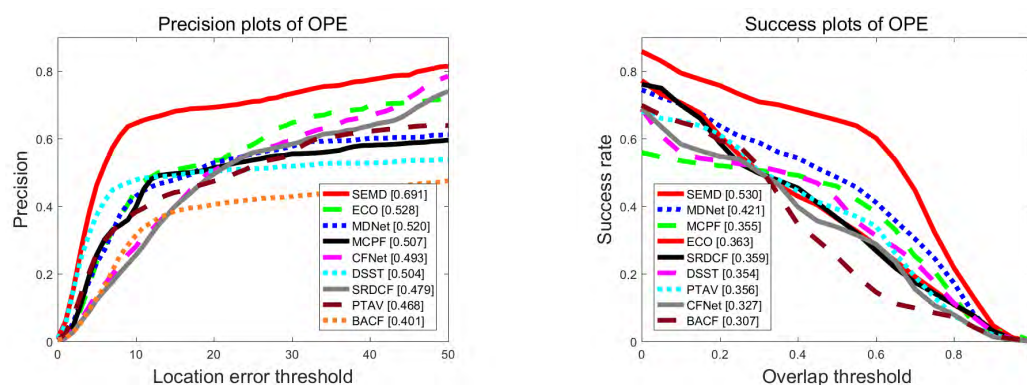 Precision plots of OPE
0.8
0.6
0.4
0.2
0
0 10 20 30 40 50
Precision
Location error threshold
SEMD [0.691]
ECO [0.528]
MDNet [0.520]
MCPF [0.507]
CFNet [0.493]
DSST [0.504]
SRDCF [0.479]
PTAV [0.468]
BACF [0.401]
Success plots of OPE
0.8
0.6
0.4
0.2
0
0 0.2 0.4 0.6 0.8
Success rate
Overlap threshold
SEMD [0.530]
MDNet [0.421]
MCPF [0.355]
ECO [0.363]
SRDCF [0.359]
DSST [0.354]
PTAV [0.356]
CFNet [0.327]
BACF [0.307]